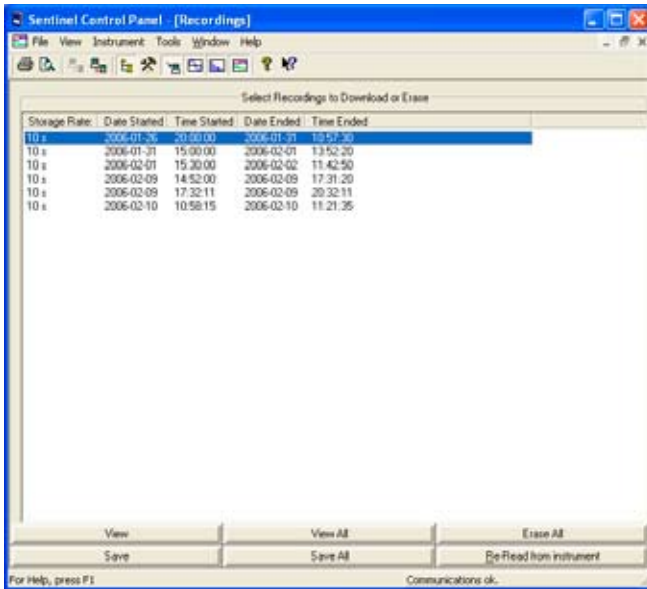 Sentinel Control Panel - [Recordings]
File View Instrument Tools Window Help
Select Recordings to Download or Erase
Storage Rate: Date Started Time Started Date Ended Time Ended
10 s 2006-01-26 20:00:00 2006-01-31 10:57:30
10 s 2006-01-31 15:00:00 2006-02-01 13:52:20
10 s 2006-02-01 15:30:00 2006-02-02 11:42:50
10 s 2006-02-09 14:52:00 2006-02-09 17:31:20
10 s 2006-02-09 17:32:11 2006-02-09 20:32:11
10 s 2006-02-10 10:58:15 2006-02-10 11:21:35
View View All Erase All
Save Save All Re-Read from instrument
For Help, press F1 Communications ok.